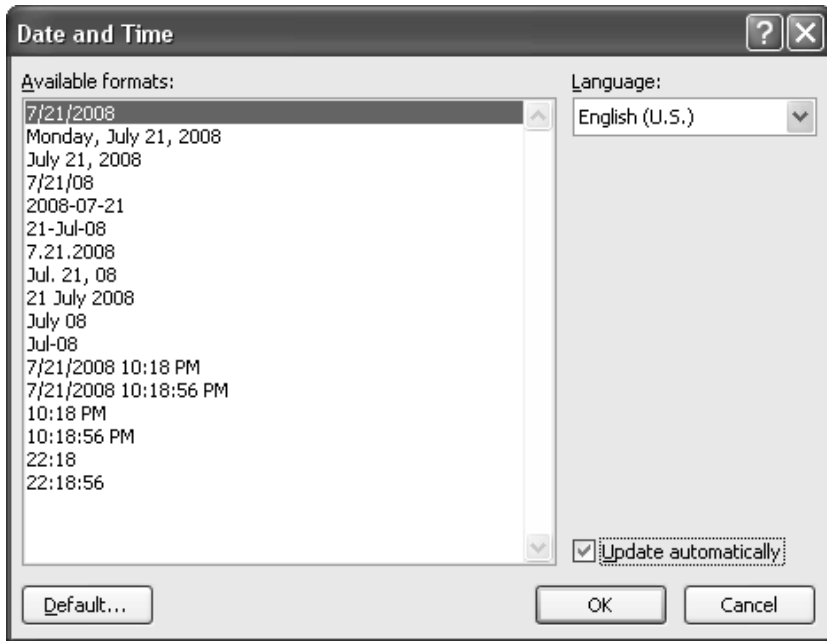 Date and Time
Available formats:
7/21/2008
Monday, July 21, 2008
July 21, 2008
7/21/08
2008-07-21
21-Jul-08
7.21.2008
Jul. 21, 08
21 July 2008
July 08
Jul-08
7/21/2008 10:18 PM
7/21/2008 10:18:56 PM
10:18 PM
10:18:56 PM
22:18
22:18:56
Language:
English (U.S.)
Update automatically
Default...
OK
Cancel